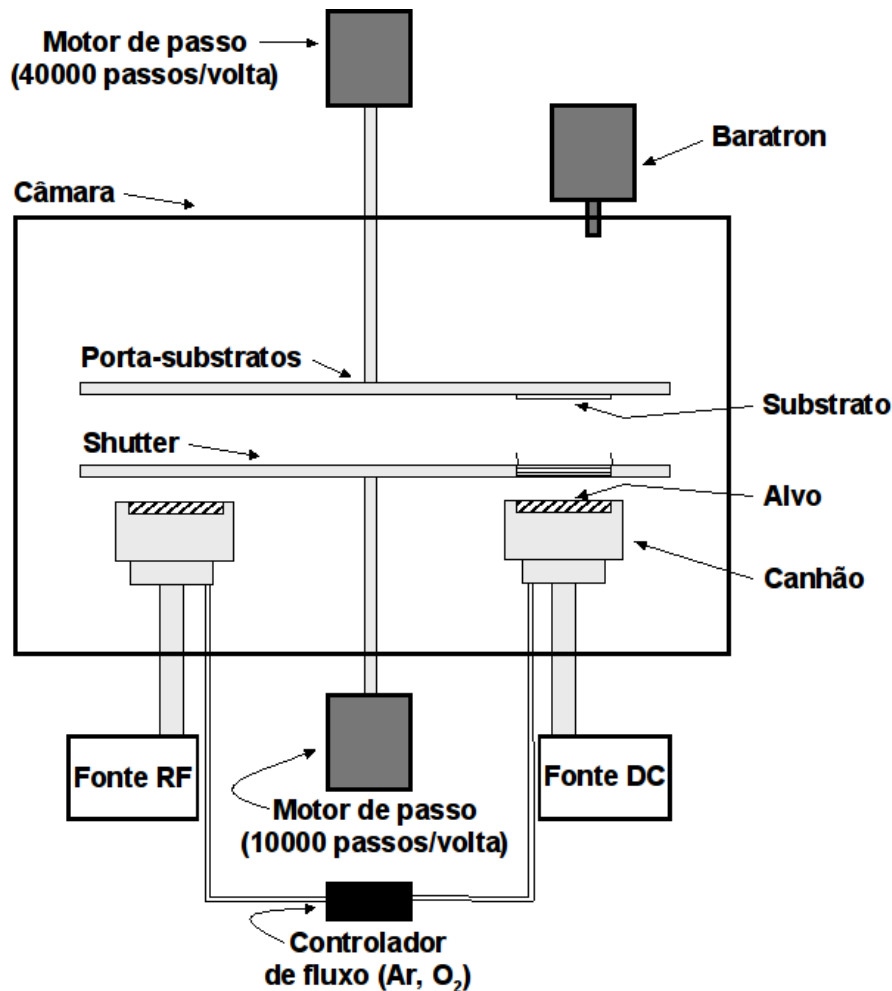 Motor de passo
(40000 passos/volta)
Baratron
Câmara
Porta-substratos
Substrato
Shutter
Alvo
Canhão
Fonte RF
Fonte DC
Motor de passo
(10000 passos/volta)
Controlador
de fluxo (Ar, O₂)